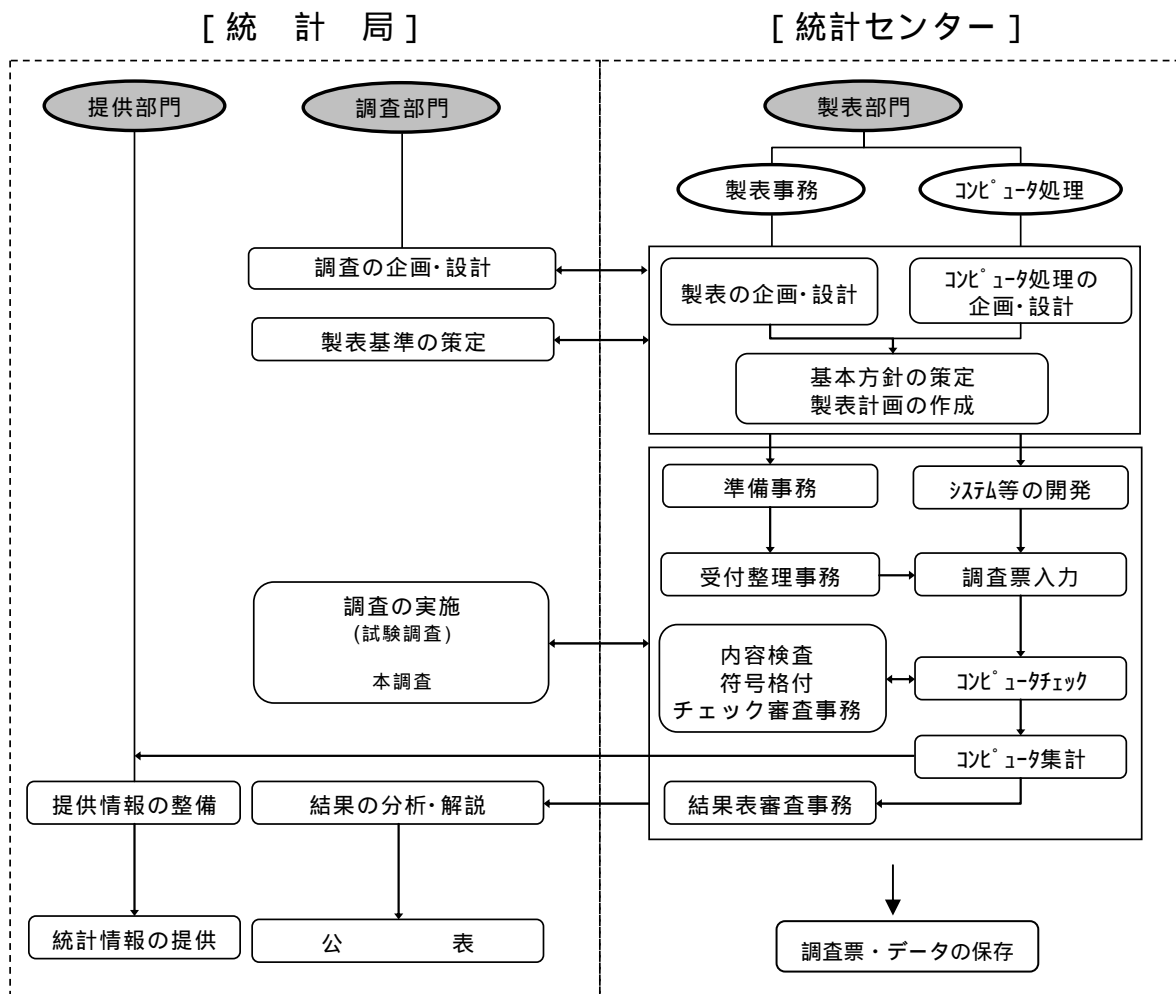 [ 統　計　局 ]
[ 統計センター ]
提供部門
調査部門
製表部門
製表事務
ｺﾝﾋﾟｭｰﾀ処理
調査の企画･設計
製表の企画･設計
ｺﾝﾋﾟｭｰﾀ処理の
企画･設計
製表基準の策定
基本方針の策定
製表計画の作成
準備事務
ｼｽﾃﾑ等の開発
受付整理事務
調査票入力
調査の実施
(試験調査)
本調査
内容検査
符号格付
チェック審査事務
ｺﾝﾋﾟｭｰﾀﾁｪｯｸ
ｺﾝﾋﾟｭｰﾀ集計
提供情報の整備
結果の分析･解説
結果表審査事務
統計情報の提供
公　　　　表
調査票・データの保存